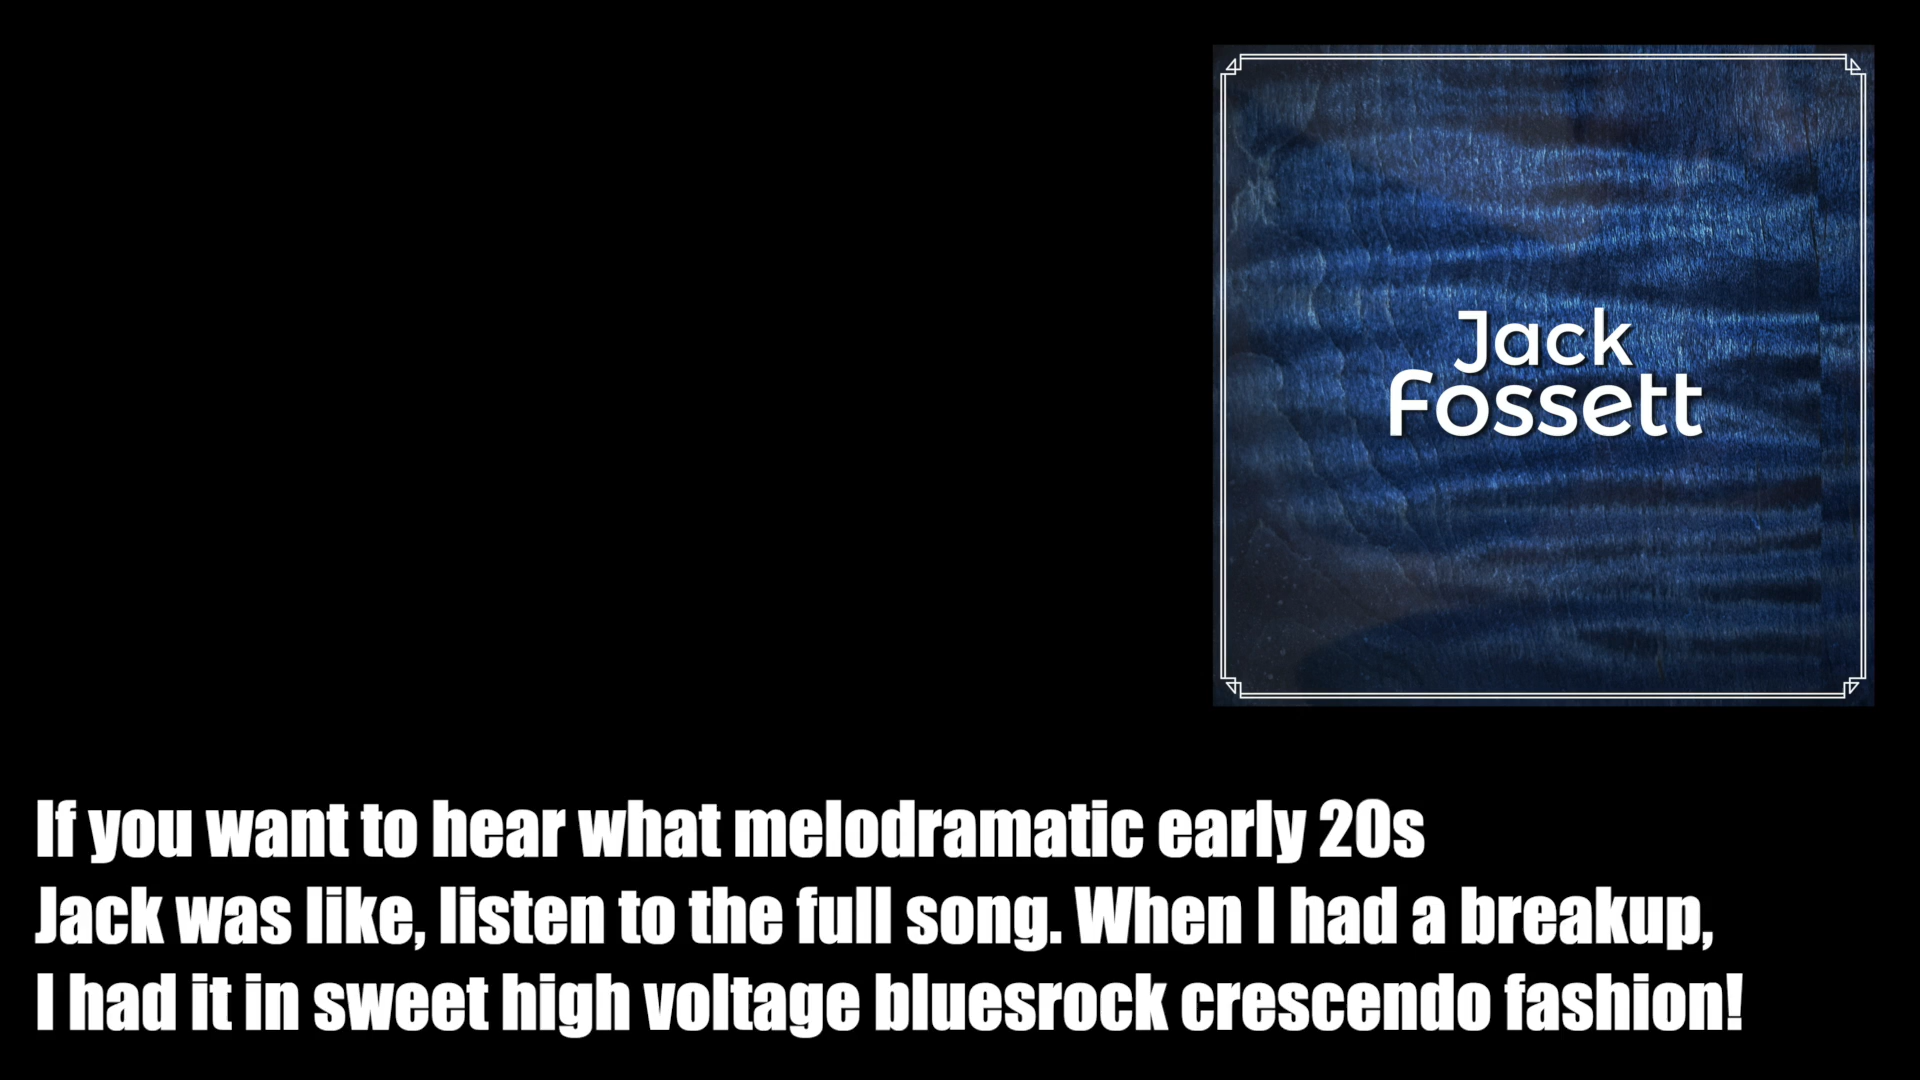 Jack
Fossett
If you want to hear what melodramatic early 20s
Jack was like, listen to the full song. When I had a breakup,
I had it in sweet high voltage bluesrock crescendo fashion!